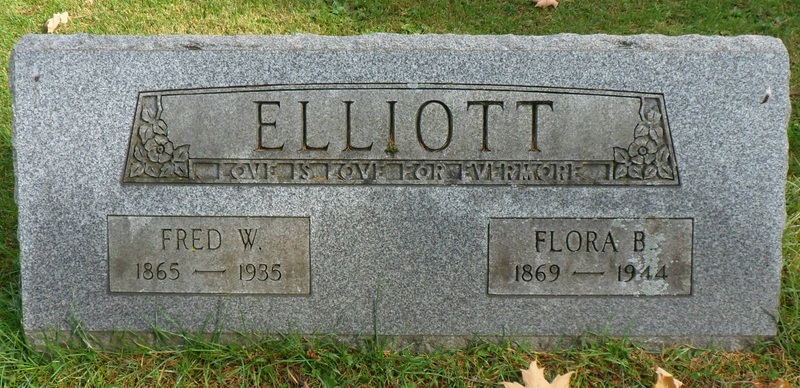 ELLIOTT
LOVE IS LOVE FOR EVERMORE
FRED W.
1865 — 1935
FLORA B.
1869 — 1944